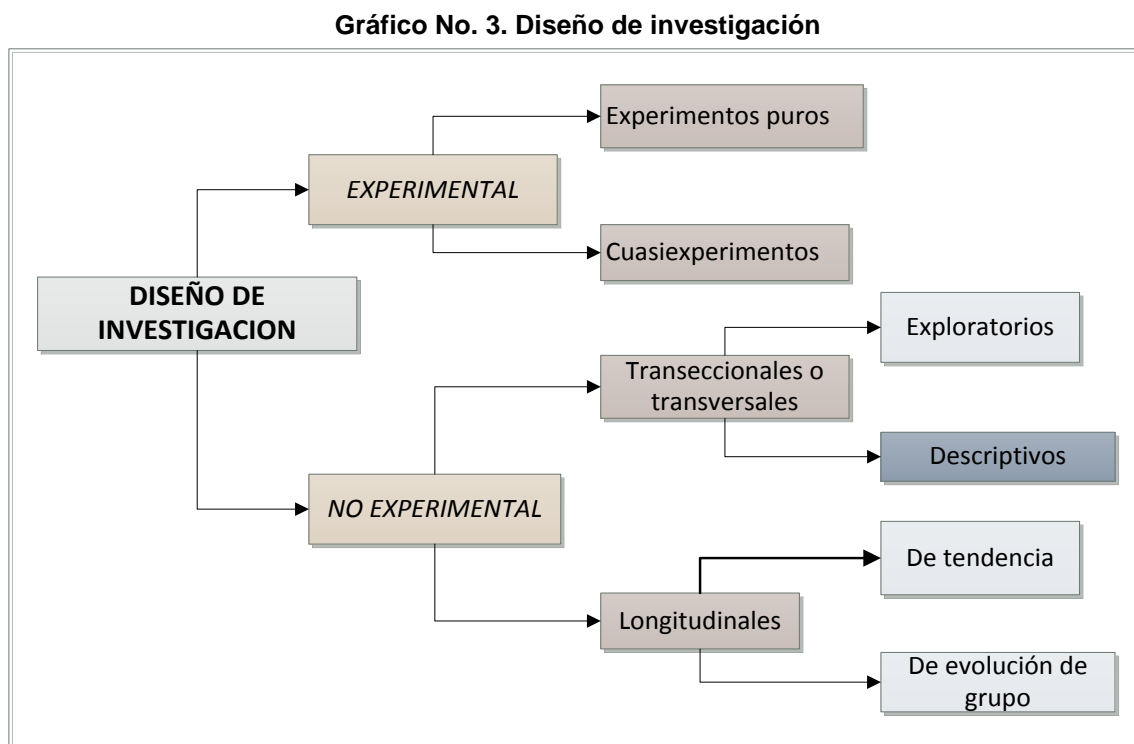 Gráfico No. 3. Diseño de investigación
Experimentos puros
EXPERIMENTAL
Cuasiexperimentos
DISEÑO DE
INVESTIGACION
Exploratorios
Transeccionales o
transversales
Descriptivos
NO EXPERIMENTAL
De tendencia
Longitudinales
De evolución de
grupo